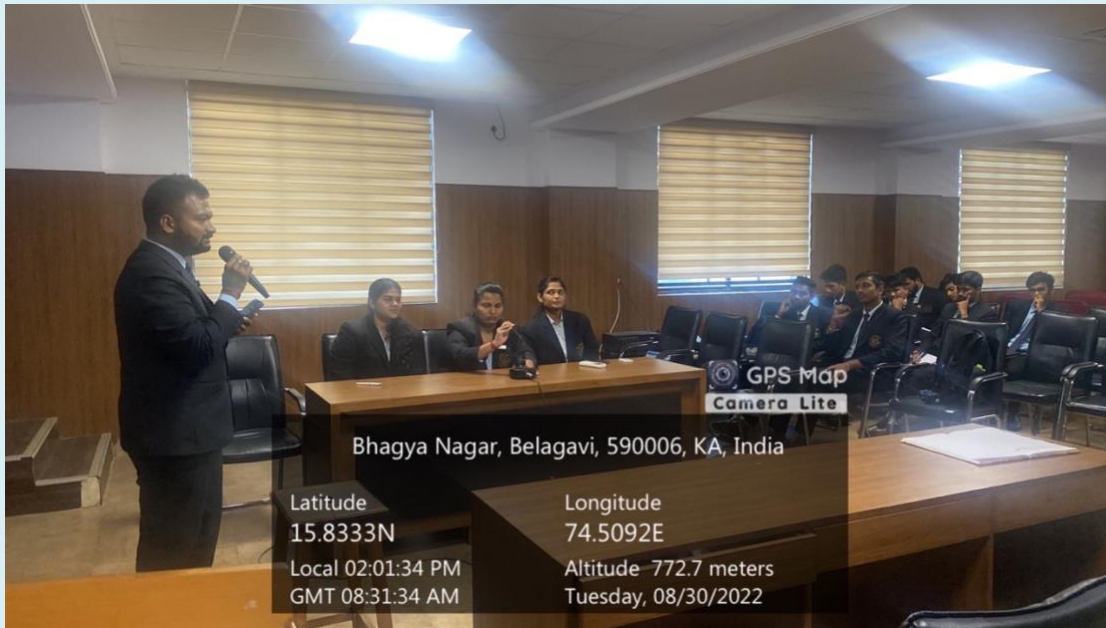 GPS Map
Camera Lite
Bhagya Nagar, Belagavi, 590006, KA, India
Latitude
15.8333N
Longitude
74.5092E
Local 02:01:34 PM
GMT 08:31:34 AM
Altitude 772.7 meters
Tuesday, 08/30/2022